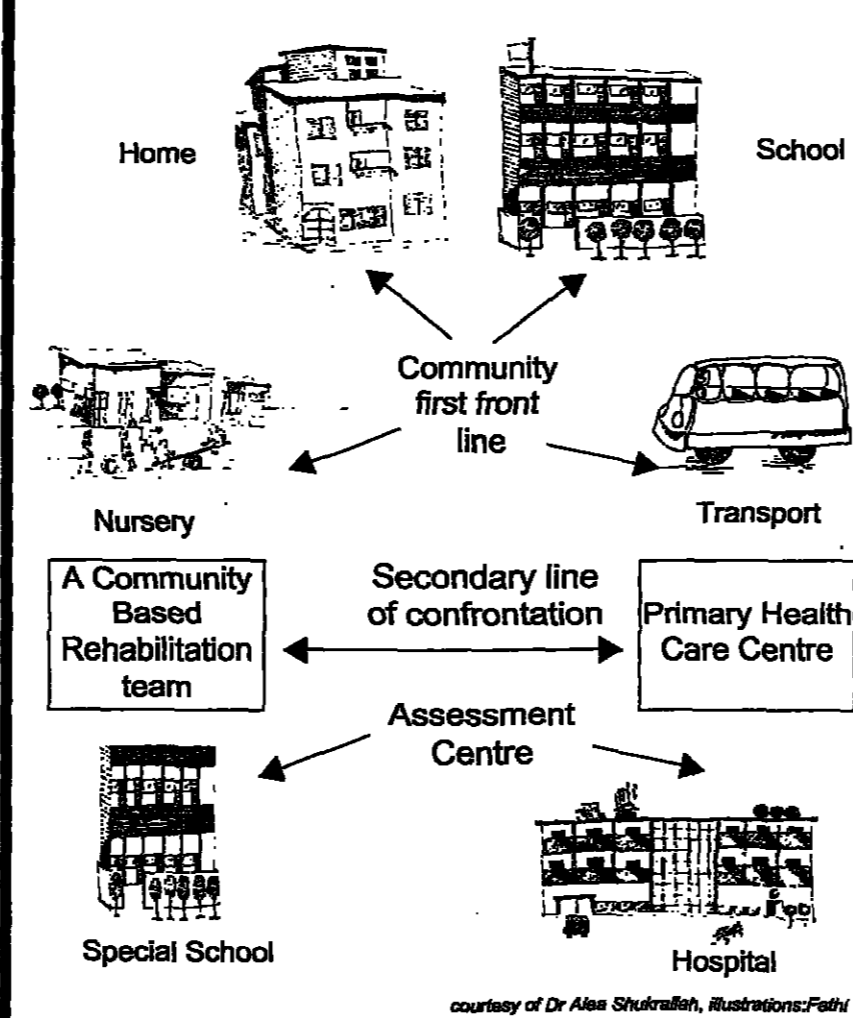 Home
School
Community
first front
line
Nursery
Transport
A Community
Based
Rehabilitation
team
Secondary line
of confrontation
Primary Health
Care Centre
Assessment
Centre
Special School
Hospital
courtesy of Dr Alaa Shukrallah, illustrations:Fathi